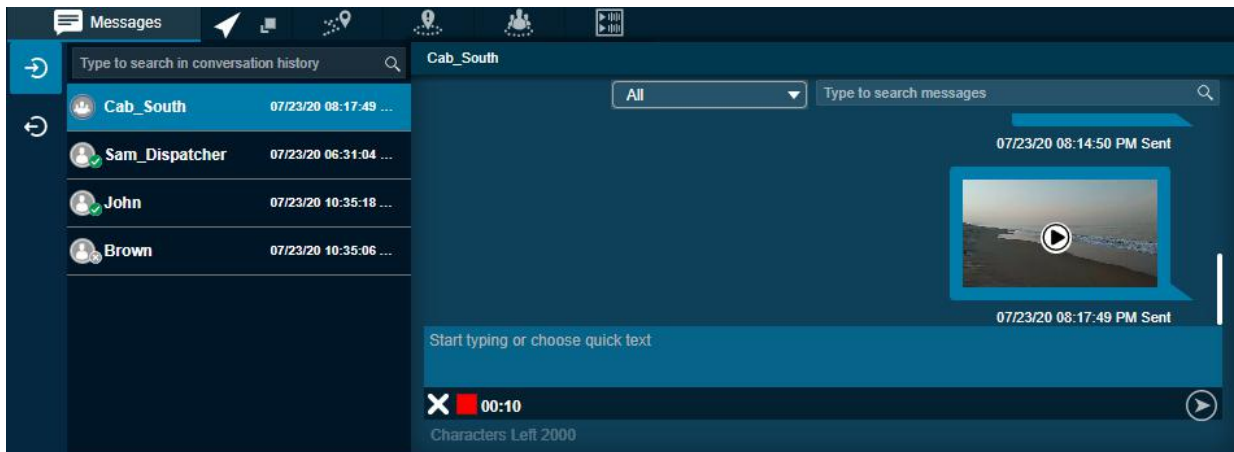 Messages
Type to search in conversation history
Cab_South 07/23/20 08:17:49 ...
Sam_Dispatcher 07/23/20 06:31:04 ...
John 07/23/20 10:35:18 ...
Brown 07/23/20 10:35:06 ...
Cab_South
All
Type to search messages
07/23/20 08:14:50 PM Sent
07/23/20 08:17:49 PM Sent
Start typing or choose quick text
00:10
Characters Left 2000